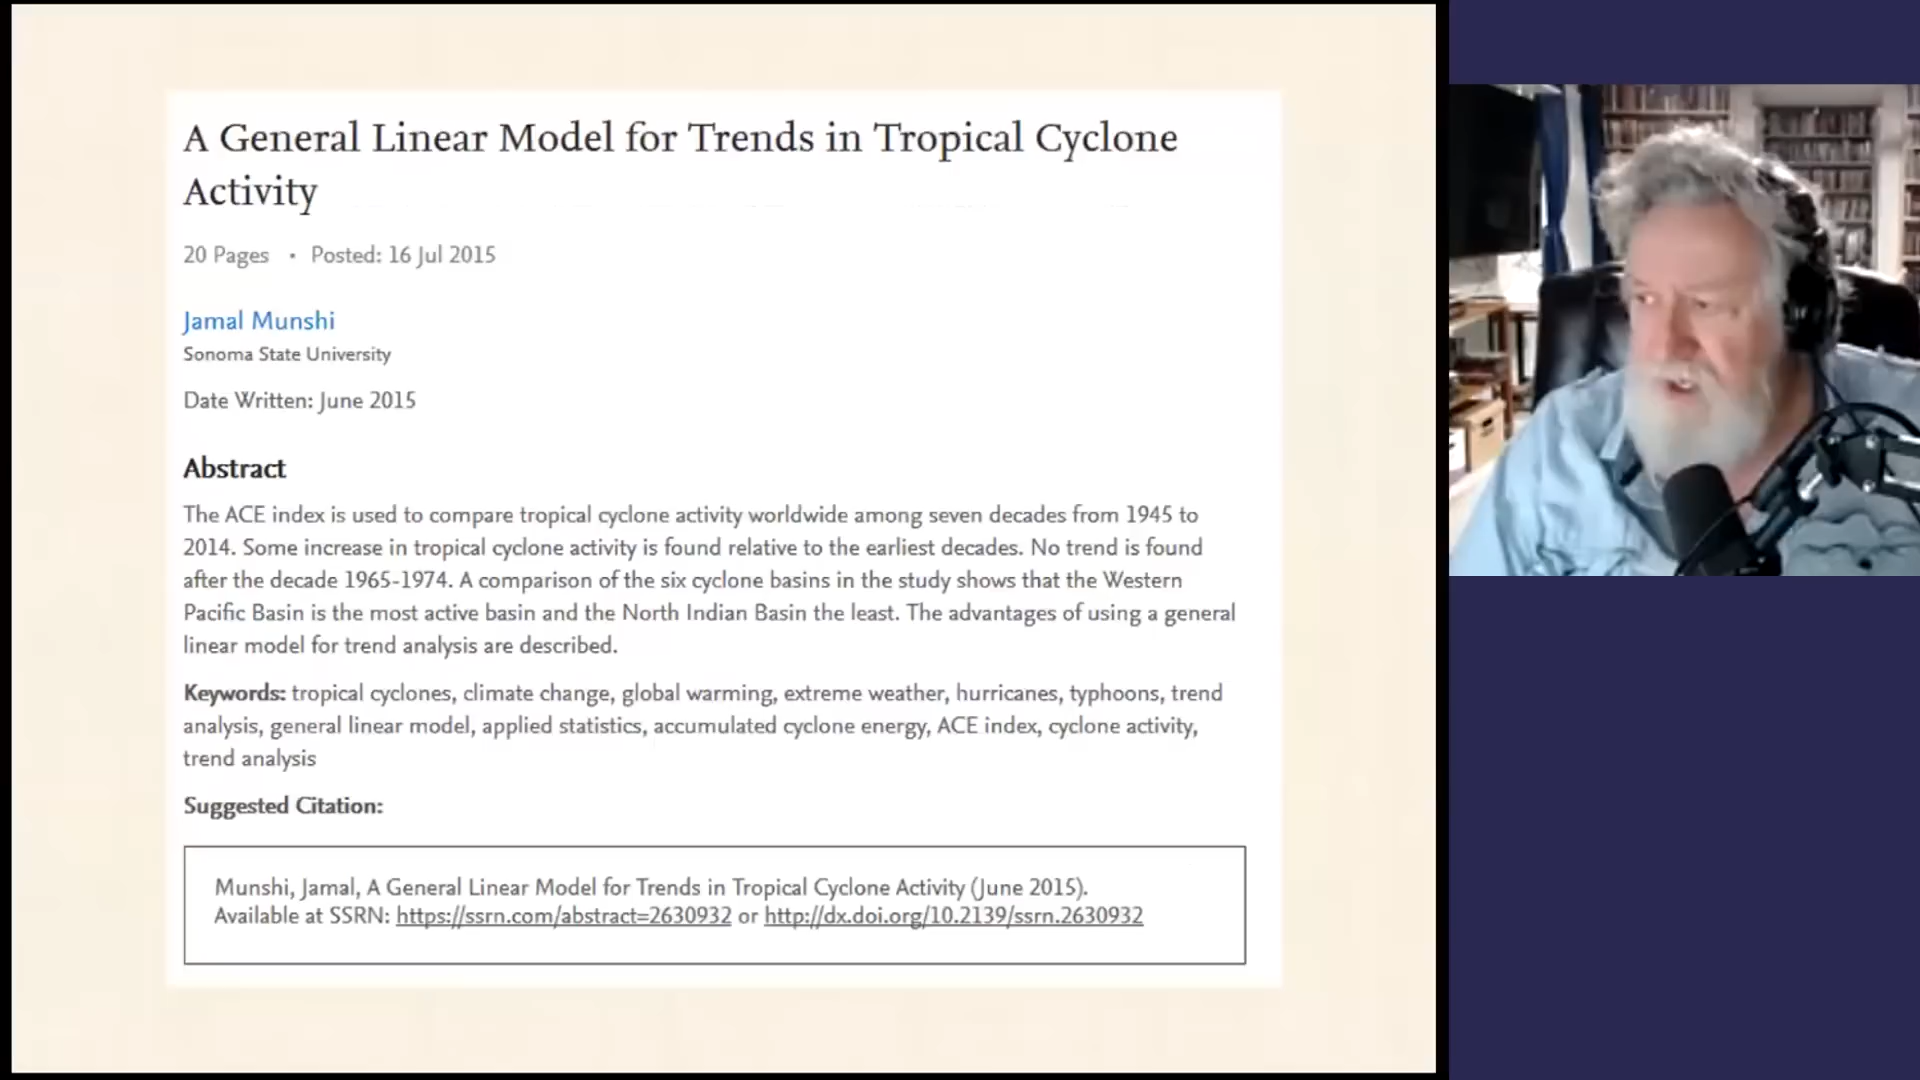 A General Linear Model for Trends in Tropical Cyclone
Activity
20 Pages • Posted: 16 Jul 2015
Jamal Munshi
Sonoma State University
Date Written: June 2015
Abstract
The ACE index is used to compare tropical cyclone activity worldwide among seven decades from 1945 to
2014. Some increase in tropical cyclone activity is found relative to the earliest decades. No trend is found
after the decade 1965-1974. A comparison of the six cyclone basins in the study shows that the Western
Pacific Basin is the most active basin and the North Indian Basin the least. The advantages of using a general
linear model for trend analysis are described.
Keywords: tropical cyclones, climate change, global warming, extreme weather, hurricanes, typhoons, trend
analysis, general linear model, applied statistics, accumulated cyclone energy, ACE index, cyclone activity,
trend analysis
Suggested Citation:
Munshi, Jamal, A General Linear Model for Trends in Tropical Cyclone Activity (June 2015).
Available at SSRN: https://ssrn.com/abstract=2630932 or http://dx.doi.org/10.2139/ssrn.2630932